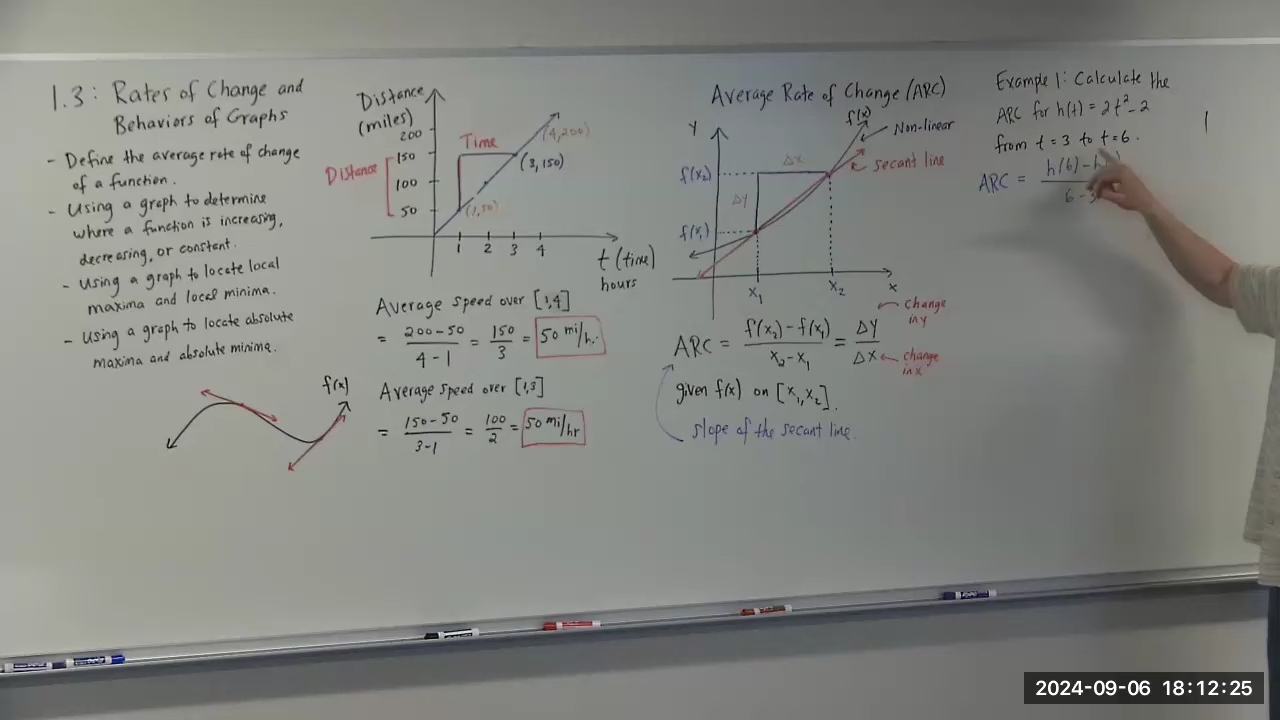 1.3: Rates of Change and
Behaviors of Graphs
- Define the average rate of change
of a function.
- Using a graph to determine
where a function is increasing,
decreasing, or constant.
- Using a graph to locate local
maxima and local minima.
- Using a graph to locate absolute
maxima and absolute minima.
f(x)
Distance
(miles)
200
150
100
50
Distance
Time
(4,200)
(3,150)
(1,50)
1 2 3 4
t (time)
hours
Average speed over [1,4]
= 200-50 / 4-1 = 150 / 3 = 50 mi/hr.
Average speed over [1,3]
= 150-50 / 3-1 = 100 / 2 = 50 mi/hr
Average Rate of Change (ARC)
Y
f(x)
Non-linear
secant line
f(x₂)
f(x₁)
Δx
Δy
x₁ x₂ x
ARC = f(x₂)-f(x₁) / x₂-x₁ = ΔY / ΔX
change
in y
change
in x
given f(x) on [x₁,x₂].
slope of the secant line.
Example 1: Calculate the
ARC for h(t) = 2t²-2
from t=3 to t=6.
ARC = h(6)-h / 6-3
2024-09-06 18:12:25